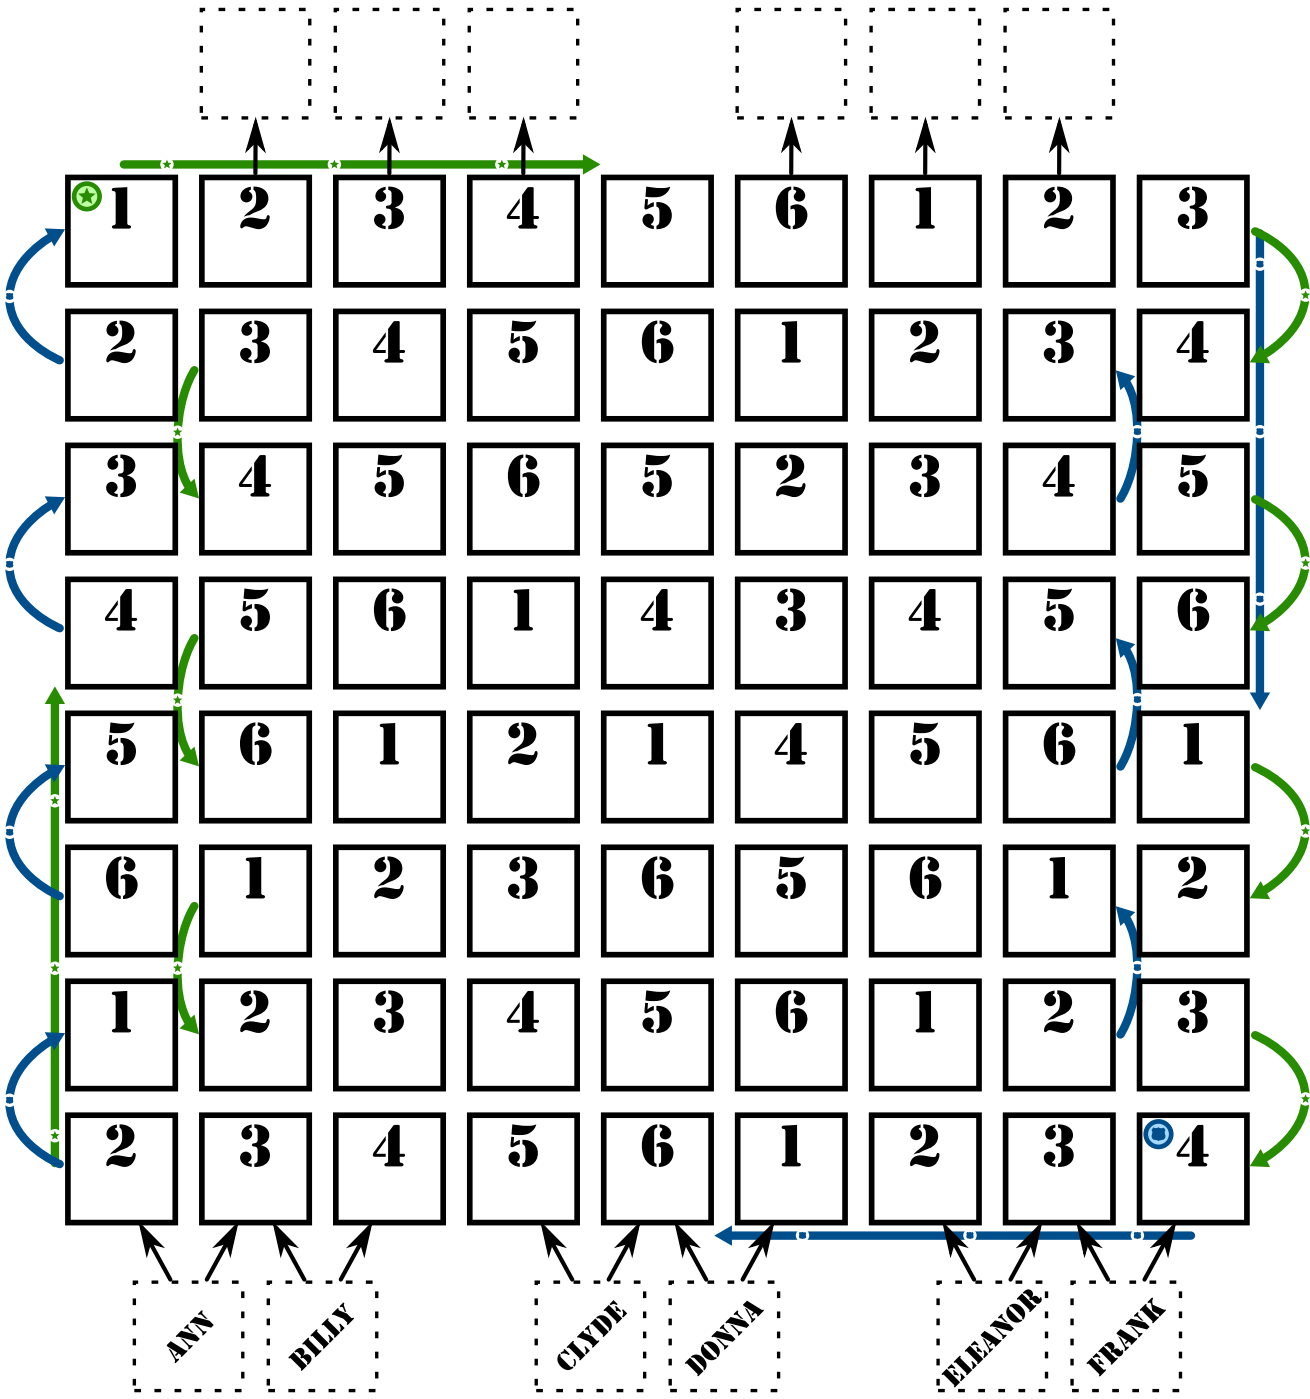 1 2 3 4 5 6 1 2 3
2 3 4 5 6 1 2 3 4
3 4 5 6 5 2 3 4 5
4 5 6 1 4 3 4 5 6
5 6 1 2 1 4 5 6 1
6 1 2 3 6 5 6 1 2
1 2 3 4 5 6 1 2 3
2 3 4 5 6 1 2 3 4
ANN BILLY CLYDE DONNA ELEANOR FRANK